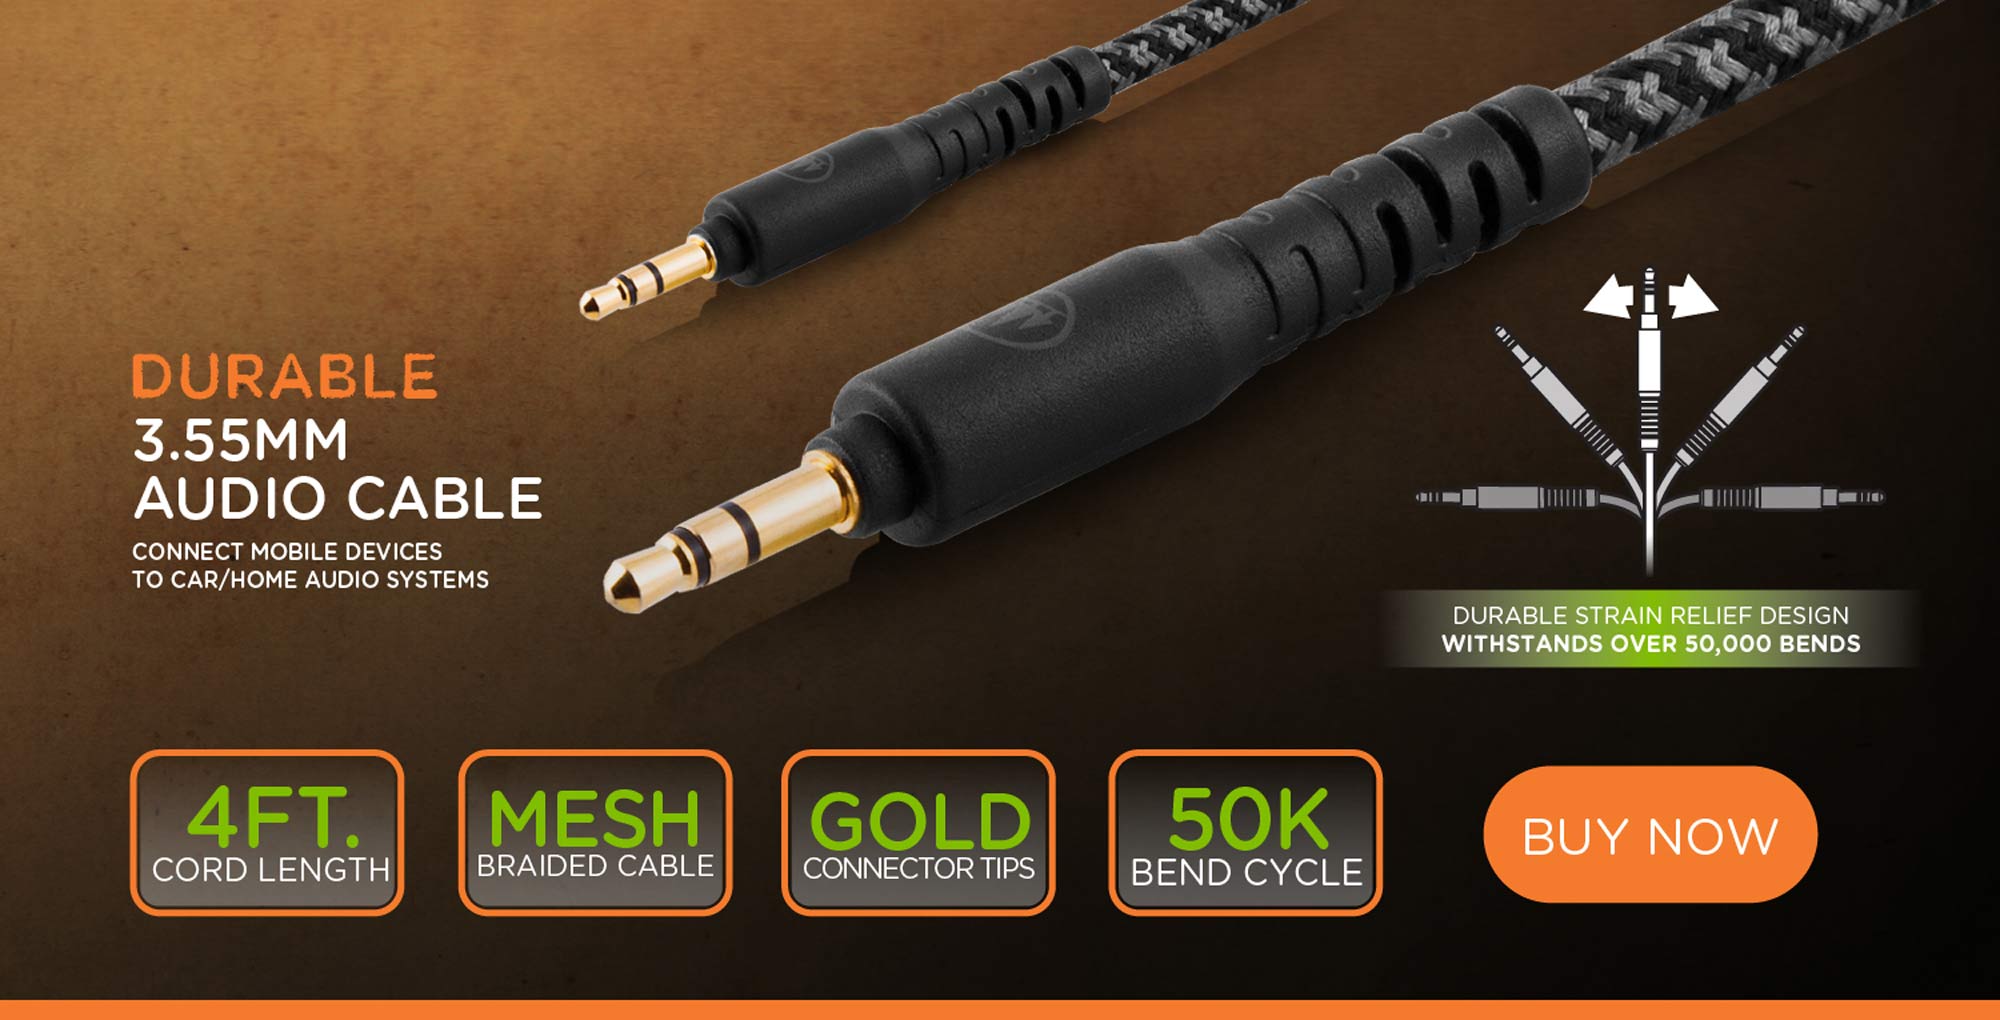 DURABLE
3.55MM
AUDIO CABLE
CONNECT MOBILE DEVICES
TO CAR/HOME AUDIO SYSTEMS
DURABLE STRAIN RELIEF DESIGN
WITHSTANDS OVER 50,000 BENDS
4FT.
CORD LENGTH
MESH
BRAIDED CABLE
GOLD
CONNECTOR TIPS
50K
BEND CYCLE
BUY NOW